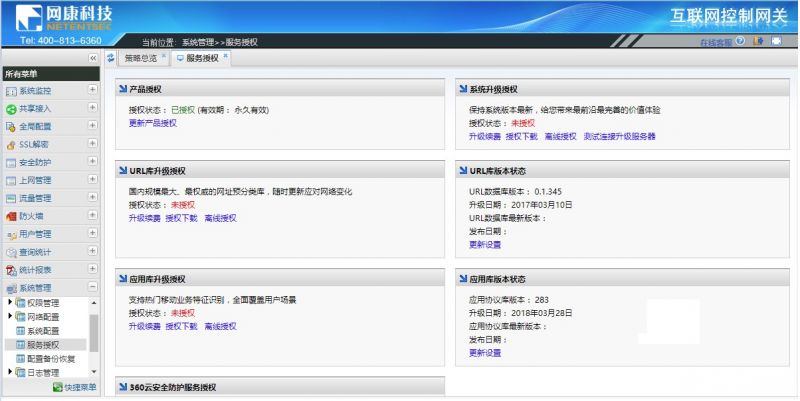 网康科技
NETENTSEC
Tel: 400-813-6360
互联网控制网关
当前位置： 系统管理>>服务授权
在线客服
所有菜单
策略总览
服务授权
系统监控
共享接入
全局配置
SSL解密
安全防护
上网管理
流量管理
防火墙
用户管理
查询统计
统计报表
系统管理
权限管理
网络配置
系统配置
服务授权
配置备份恢复
日志管理
快捷菜单
产品授权
授权状态： 已授权 (有效期： 永久有效)
更新产品授权
系统升级授权
保持系统版本最新，给您带来最前沿最完善的价值体验
授权状态： 未授权
升级续费 授权下载 离线授权 测试连接升级服务器
URL库升级授权
国内规模最大、最权威的网址预分类库，随时更新应对网络变化
授权状态： 未授权
升级续费 授权下载 离线授权
URL库版本状态
URL数据库版本： 0.1.345
升级日期： 2017年03月10日
URL数据库最新版本：
发布日期：
更新设置
应用库升级授权
支持热门移动业务特征识别，全面覆盖用户场景
授权状态： 未授权
升级续费 授权下载 离线授权
应用库版本状态
应用协议库版本： 283
升级日期： 2018年03月28日
应用协议库最新版本：
发布日期：
更新设置
360云安全防护服务授权